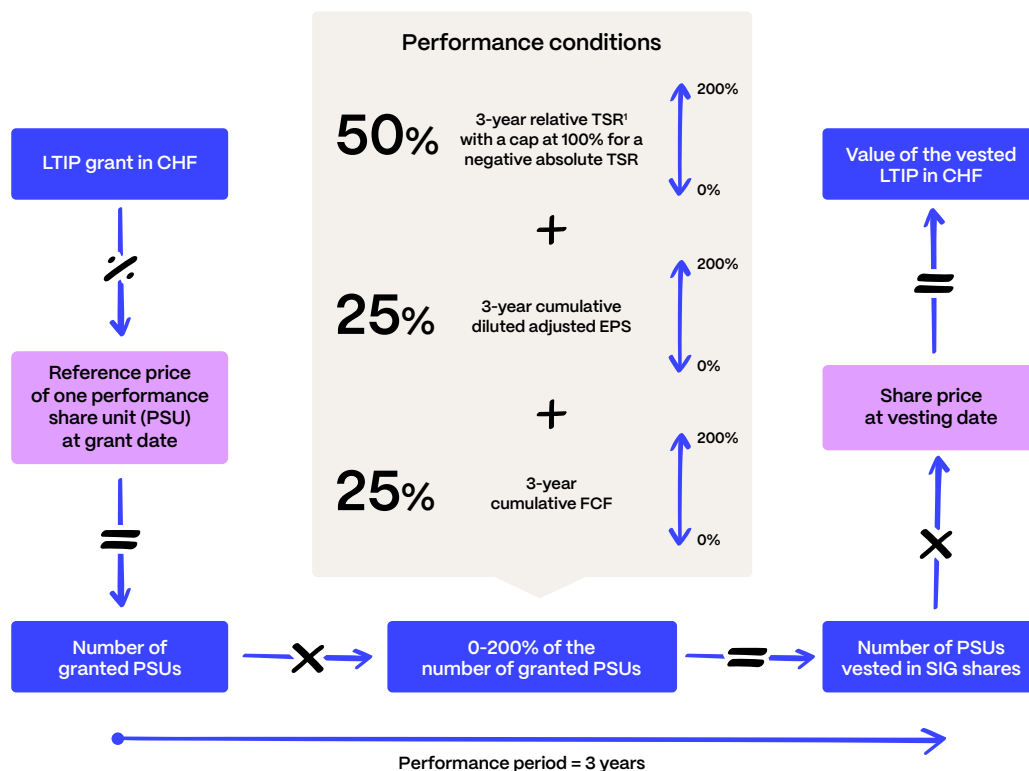 Performance conditions
50%
3-year relative TSR¹
with a cap at 100% for a
negative absolute TSR
200%
0%
+
25%
3-year cumulative
diluted adjusted EPS
200%
0%
+
25%
3-year
cumulative FCF
200%
0%
LTIP grant in CHF
÷
Reference price
of one performance
share unit (PSU)
at grant date
=
Number of
granted PSUs
×
0-200% of the
number of granted PSUs
=
Number of PSUs
vested in SIG shares
×
Share price
at vesting date
=
Value of the vested
LTIP in CHF
Performance period = 3 years